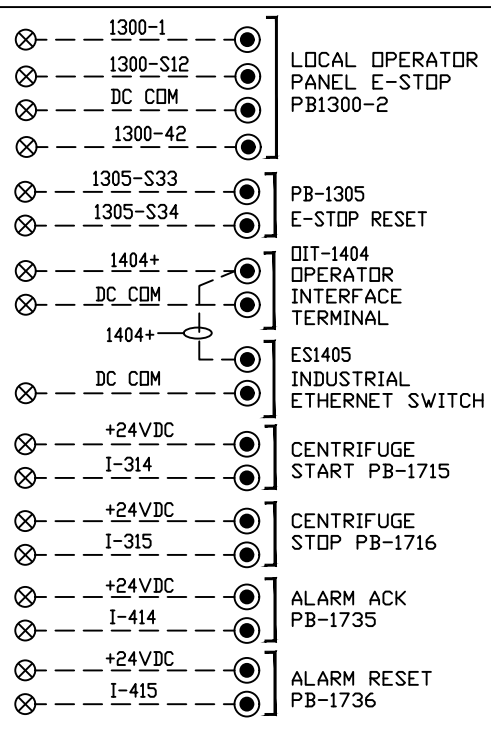 1300-1
1300-S12
DC COM
1300-42
LOCAL OPERATOR
PANEL E-STOP
PB1300-2
1305-S33
1305-S34
PB-1305
E-STOP RESET
1404+
DC COM
OIT-1404
OPERATOR
INTERFACE
TERMINAL
1404+
DC COM
ES1405
INDUSTRIAL
ETHERNET SWITCH
+24VDC
I-314
CENTRIFUGE
START PB-1715
+24VDC
I-315
CENTRIFUGE
STOP PB-1716
+24VDC
I-414
ALARM ACK
PB-1735
+24VDC
I-415
ALARM RESET
PB-1736